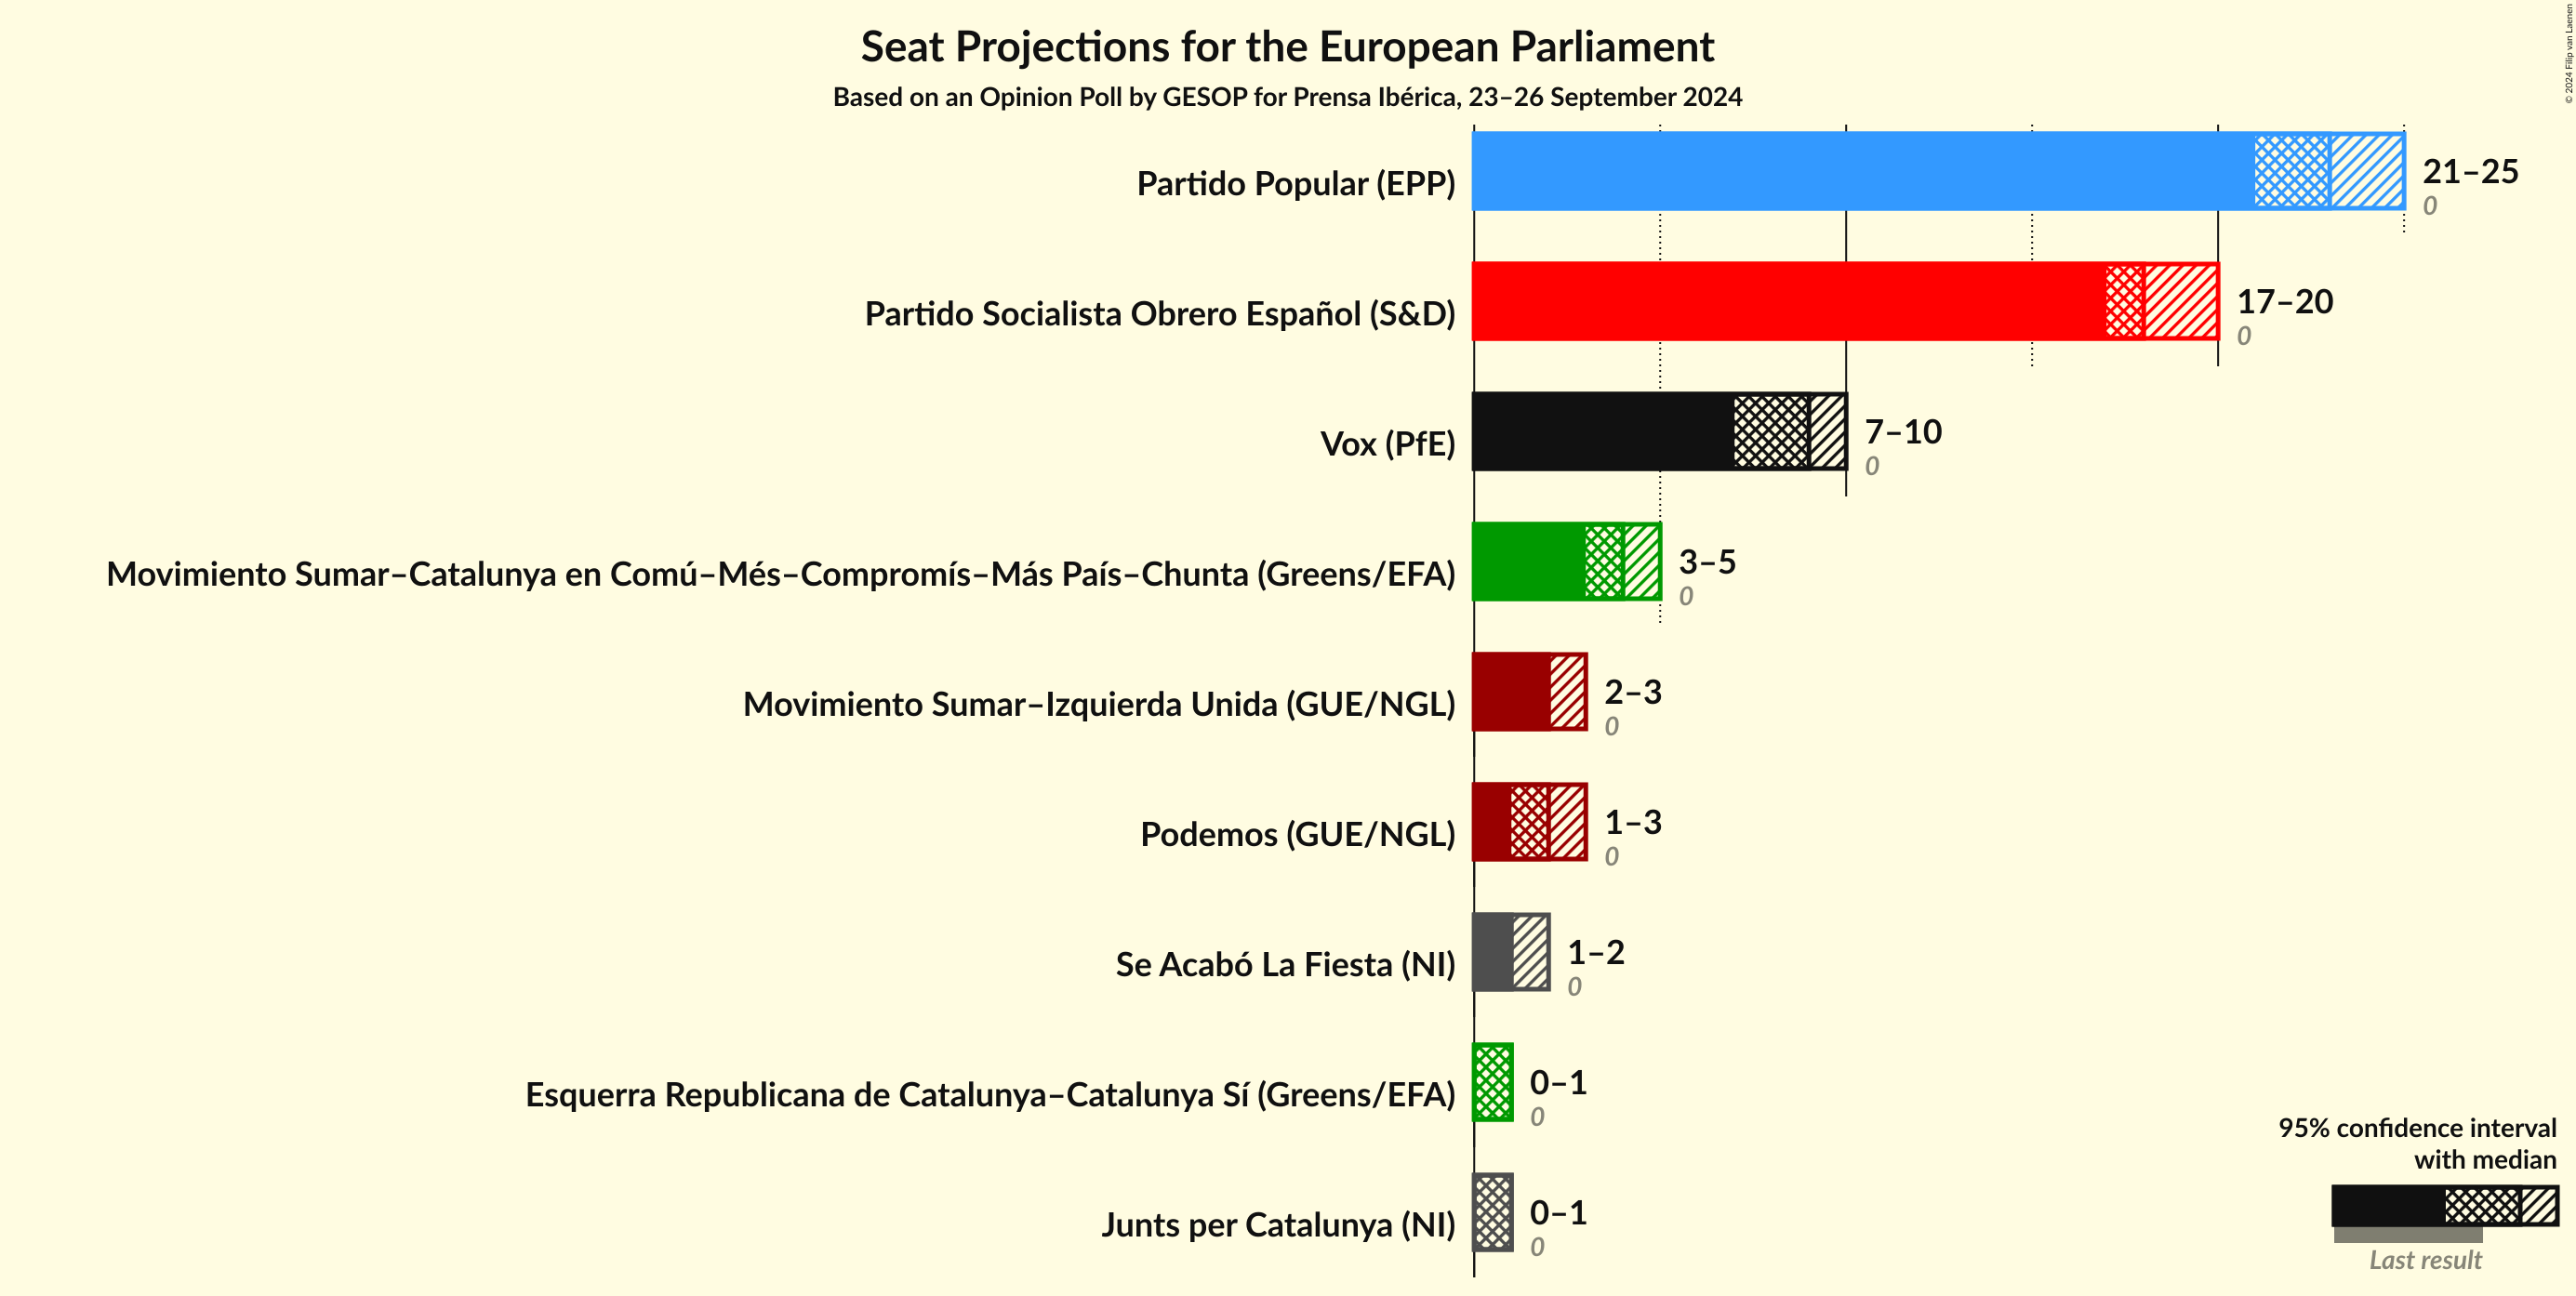 Seat Projections for the European Parliament
Based on an Opinion Poll by GESOP for Prensa Ibérica, 23–26 September 2024
© 2024 Filip van Laenen
Partido Popular (EPP)
21–25
0
Partido Socialista Obrero Español (S&D)
17–20
0
Vox (PfE)
7–10
0
Movimiento Sumar–Catalunya en Comú–Més–Compromís–Más País–Chunta (Greens/EFA)
3–5
0
Movimiento Sumar–Izquierda Unida (GUE/NGL)
2–3
0
Podemos (GUE/NGL)
1–3
0
Se Acabó La Fiesta (NI)
1–2
0
Esquerra Republicana de Catalunya–Catalunya Sí (Greens/EFA)
0–1
0
Junts per Catalunya (NI)
0–1
0
95% confidence interval
with median
Last result